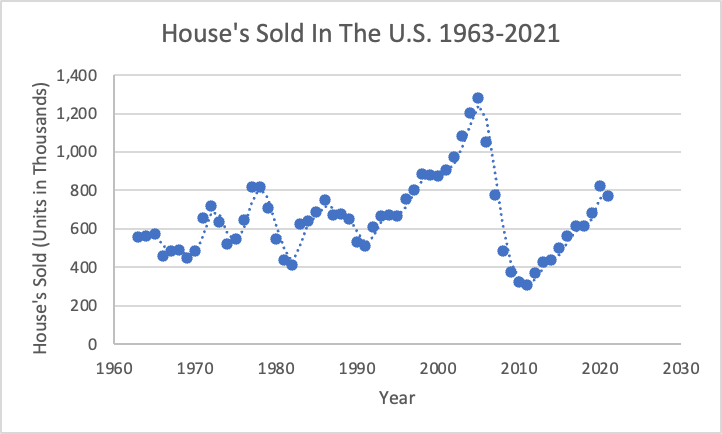 House's Sold In The U.S. 1963-2021
1,400
1,200
1,000
800
600
400
200
0
House's Sold (Units in Thousands)
1960 1970 1980 1990 2000 2010 2020 2030
Year